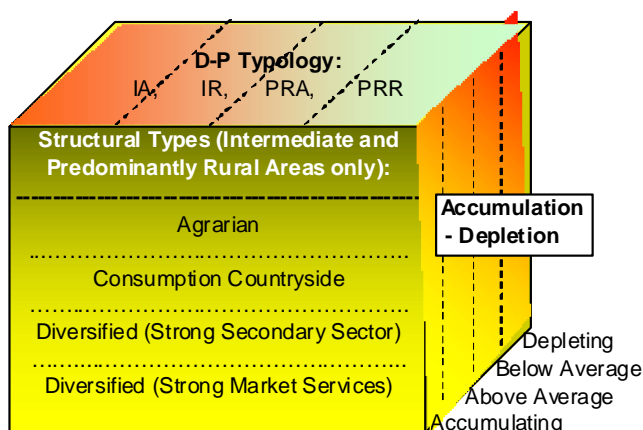 D-P Typology:
IA, IR, PRA, PRR
Structural Types (Intermediate and
Predominantly Rural Areas only):
Agrarian
Consumption Countryside
Diversified (Strong Secondary Sector)
Diversified (Strong Market Services)
Accumulation
- Depletion
Depleting
Below Average
Above Average
Accumulating